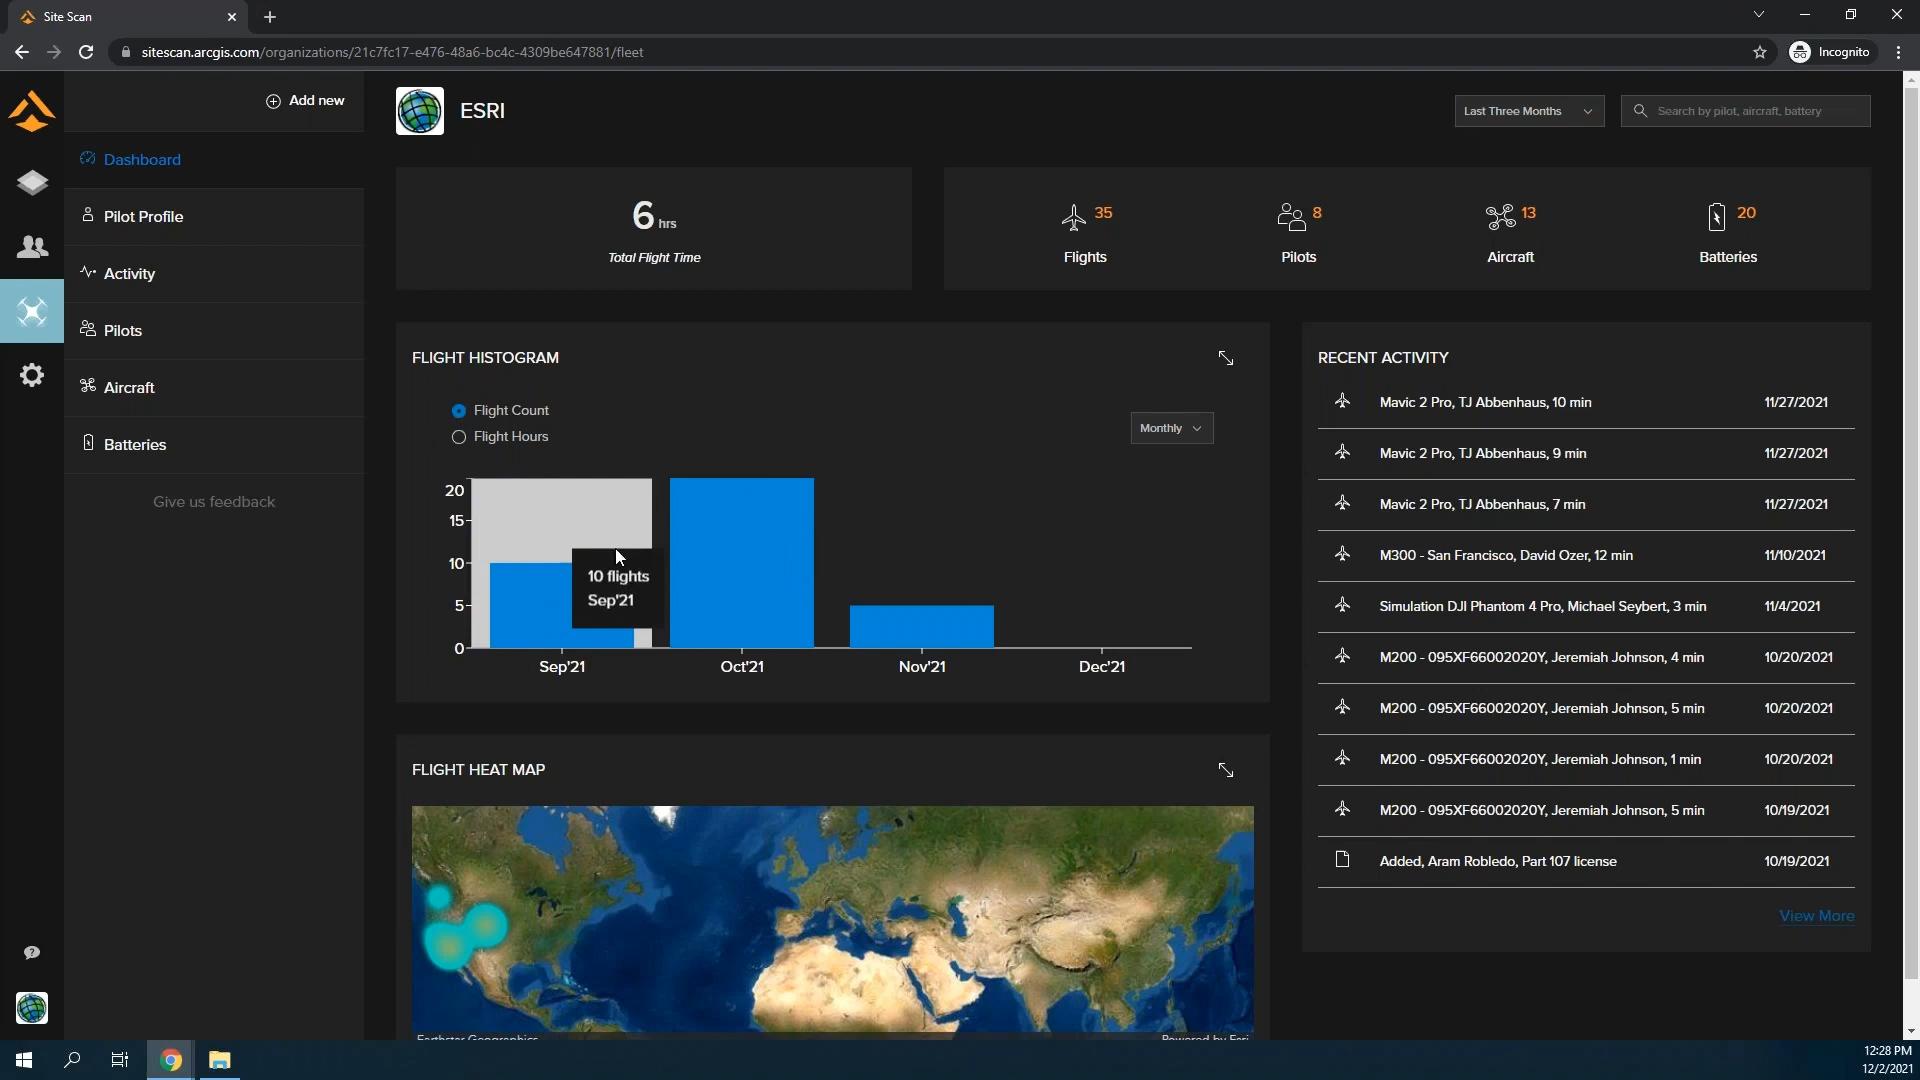 Site Scan
sitescan.arcgis.com/organizations/21c7fc17-e476-48a6-bc4c-4309be647881/fleet
Incognito
Add new
ESRI
Last Three Months
Search by pilot, aircraft, battery
Dashboard
Pilot Profile
Activity
Pilots
Aircraft
Batteries
Give us feedback
6 hrs
Total Flight Time
35
Flights
8
Pilots
13
Aircraft
20
Batteries
FLIGHT HISTOGRAM
Flight Count
Flight Hours
Monthly
20
15
10
5
0
10 flights
Sep'21
Sep'21
Oct'21
Nov'21
Dec'21
RECENT ACTIVITY
Mavic 2 Pro, TJ Abbenhaus, 10 min 11/27/2021
Mavic 2 Pro, TJ Abbenhaus, 9 min 11/27/2021
Mavic 2 Pro, TJ Abbenhaus, 7 min 11/27/2021
M300 - San Francisco, David Ozer, 12 min 11/10/2021
Simulation DJI Phantom 4 Pro, Michael Seybert, 3 min 11/4/2021
M200 - 095XF66002020Y, Jeremiah Johnson, 4 min 10/20/2021
M200 - 095XF66002020Y, Jeremiah Johnson, 5 min 10/20/2021
M200 - 095XF66002020Y, Jeremiah Johnson, 1 min 10/20/2021
M200 - 095XF66002020Y, Jeremiah Johnson, 5 min 10/19/2021
Added, Aram Robledo, Part 107 license 10/19/2021
View More
FLIGHT HEAT MAP
Earthstar Geographics
Powered by Esri
12:28 PM
12/2/2021